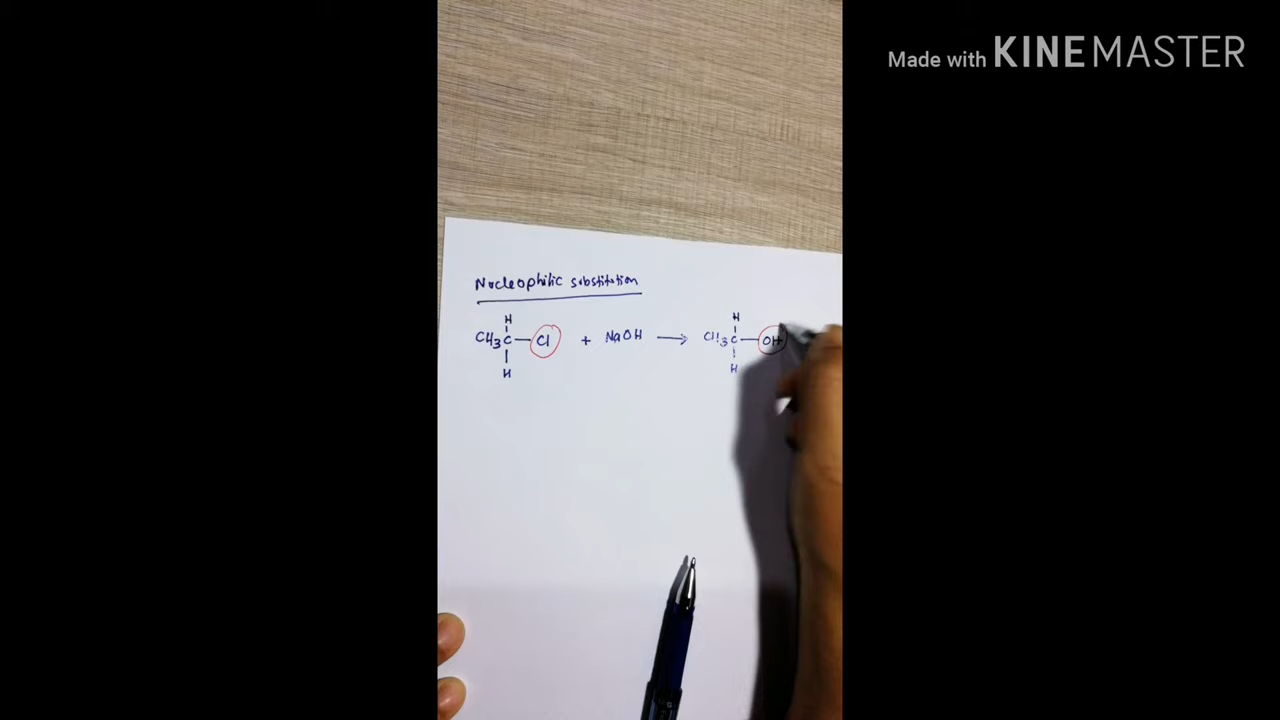 Made with KINEMASTER
Nucleophilic substitution
H H
CH3C — Cl + NaOH → CH3C — OH
H H